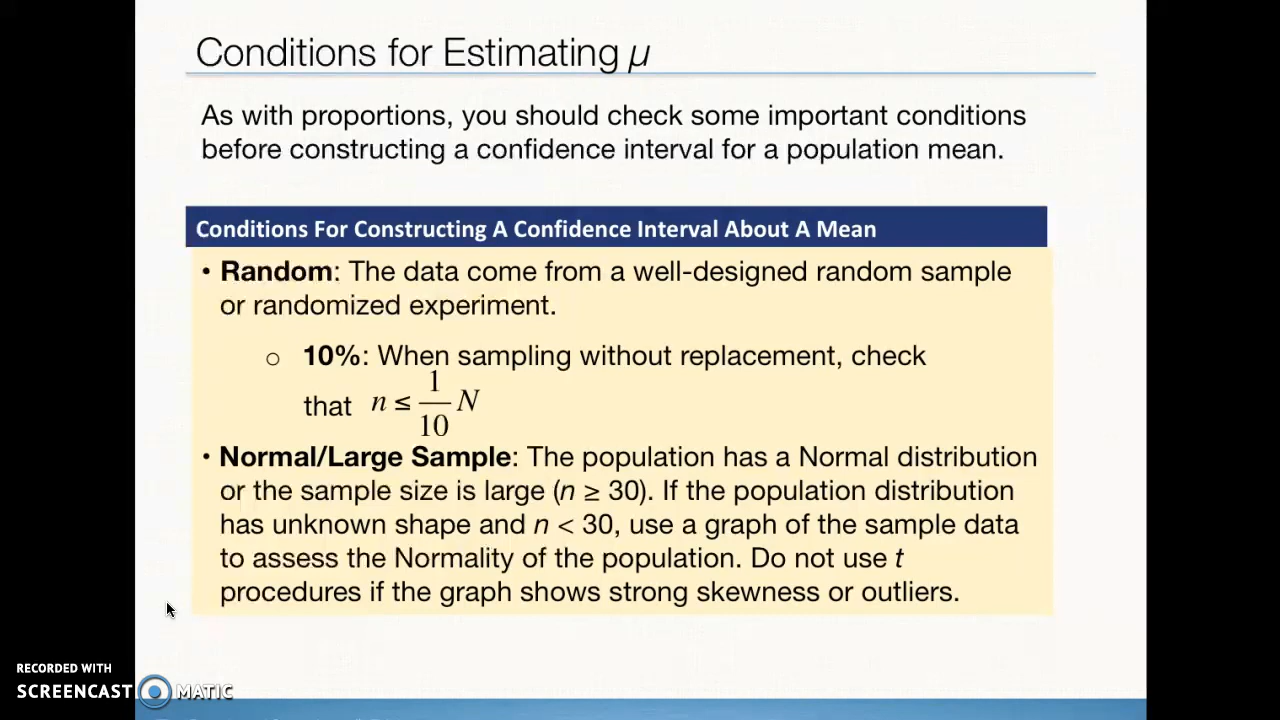 Conditions for Estimating µ
As with proportions, you should check some important conditions
before constructing a confidence interval for a population mean.
Conditions For Constructing A Confidence Interval About A Mean
• Random: The data come from a well-designed random sample
or randomized experiment.
○ 10%: When sampling without replacement, check
that n ≤ 1/10 N
• Normal/Large Sample: The population has a Normal distribution
or the sample size is large (n ≥ 30). If the population distribution
has unknown shape and n < 30, use a graph of the sample data
to assess the Normality of the population. Do not use t
procedures if the graph shows strong skewness or outliers.
RECORDED WITH
SCREENCAST MATIC